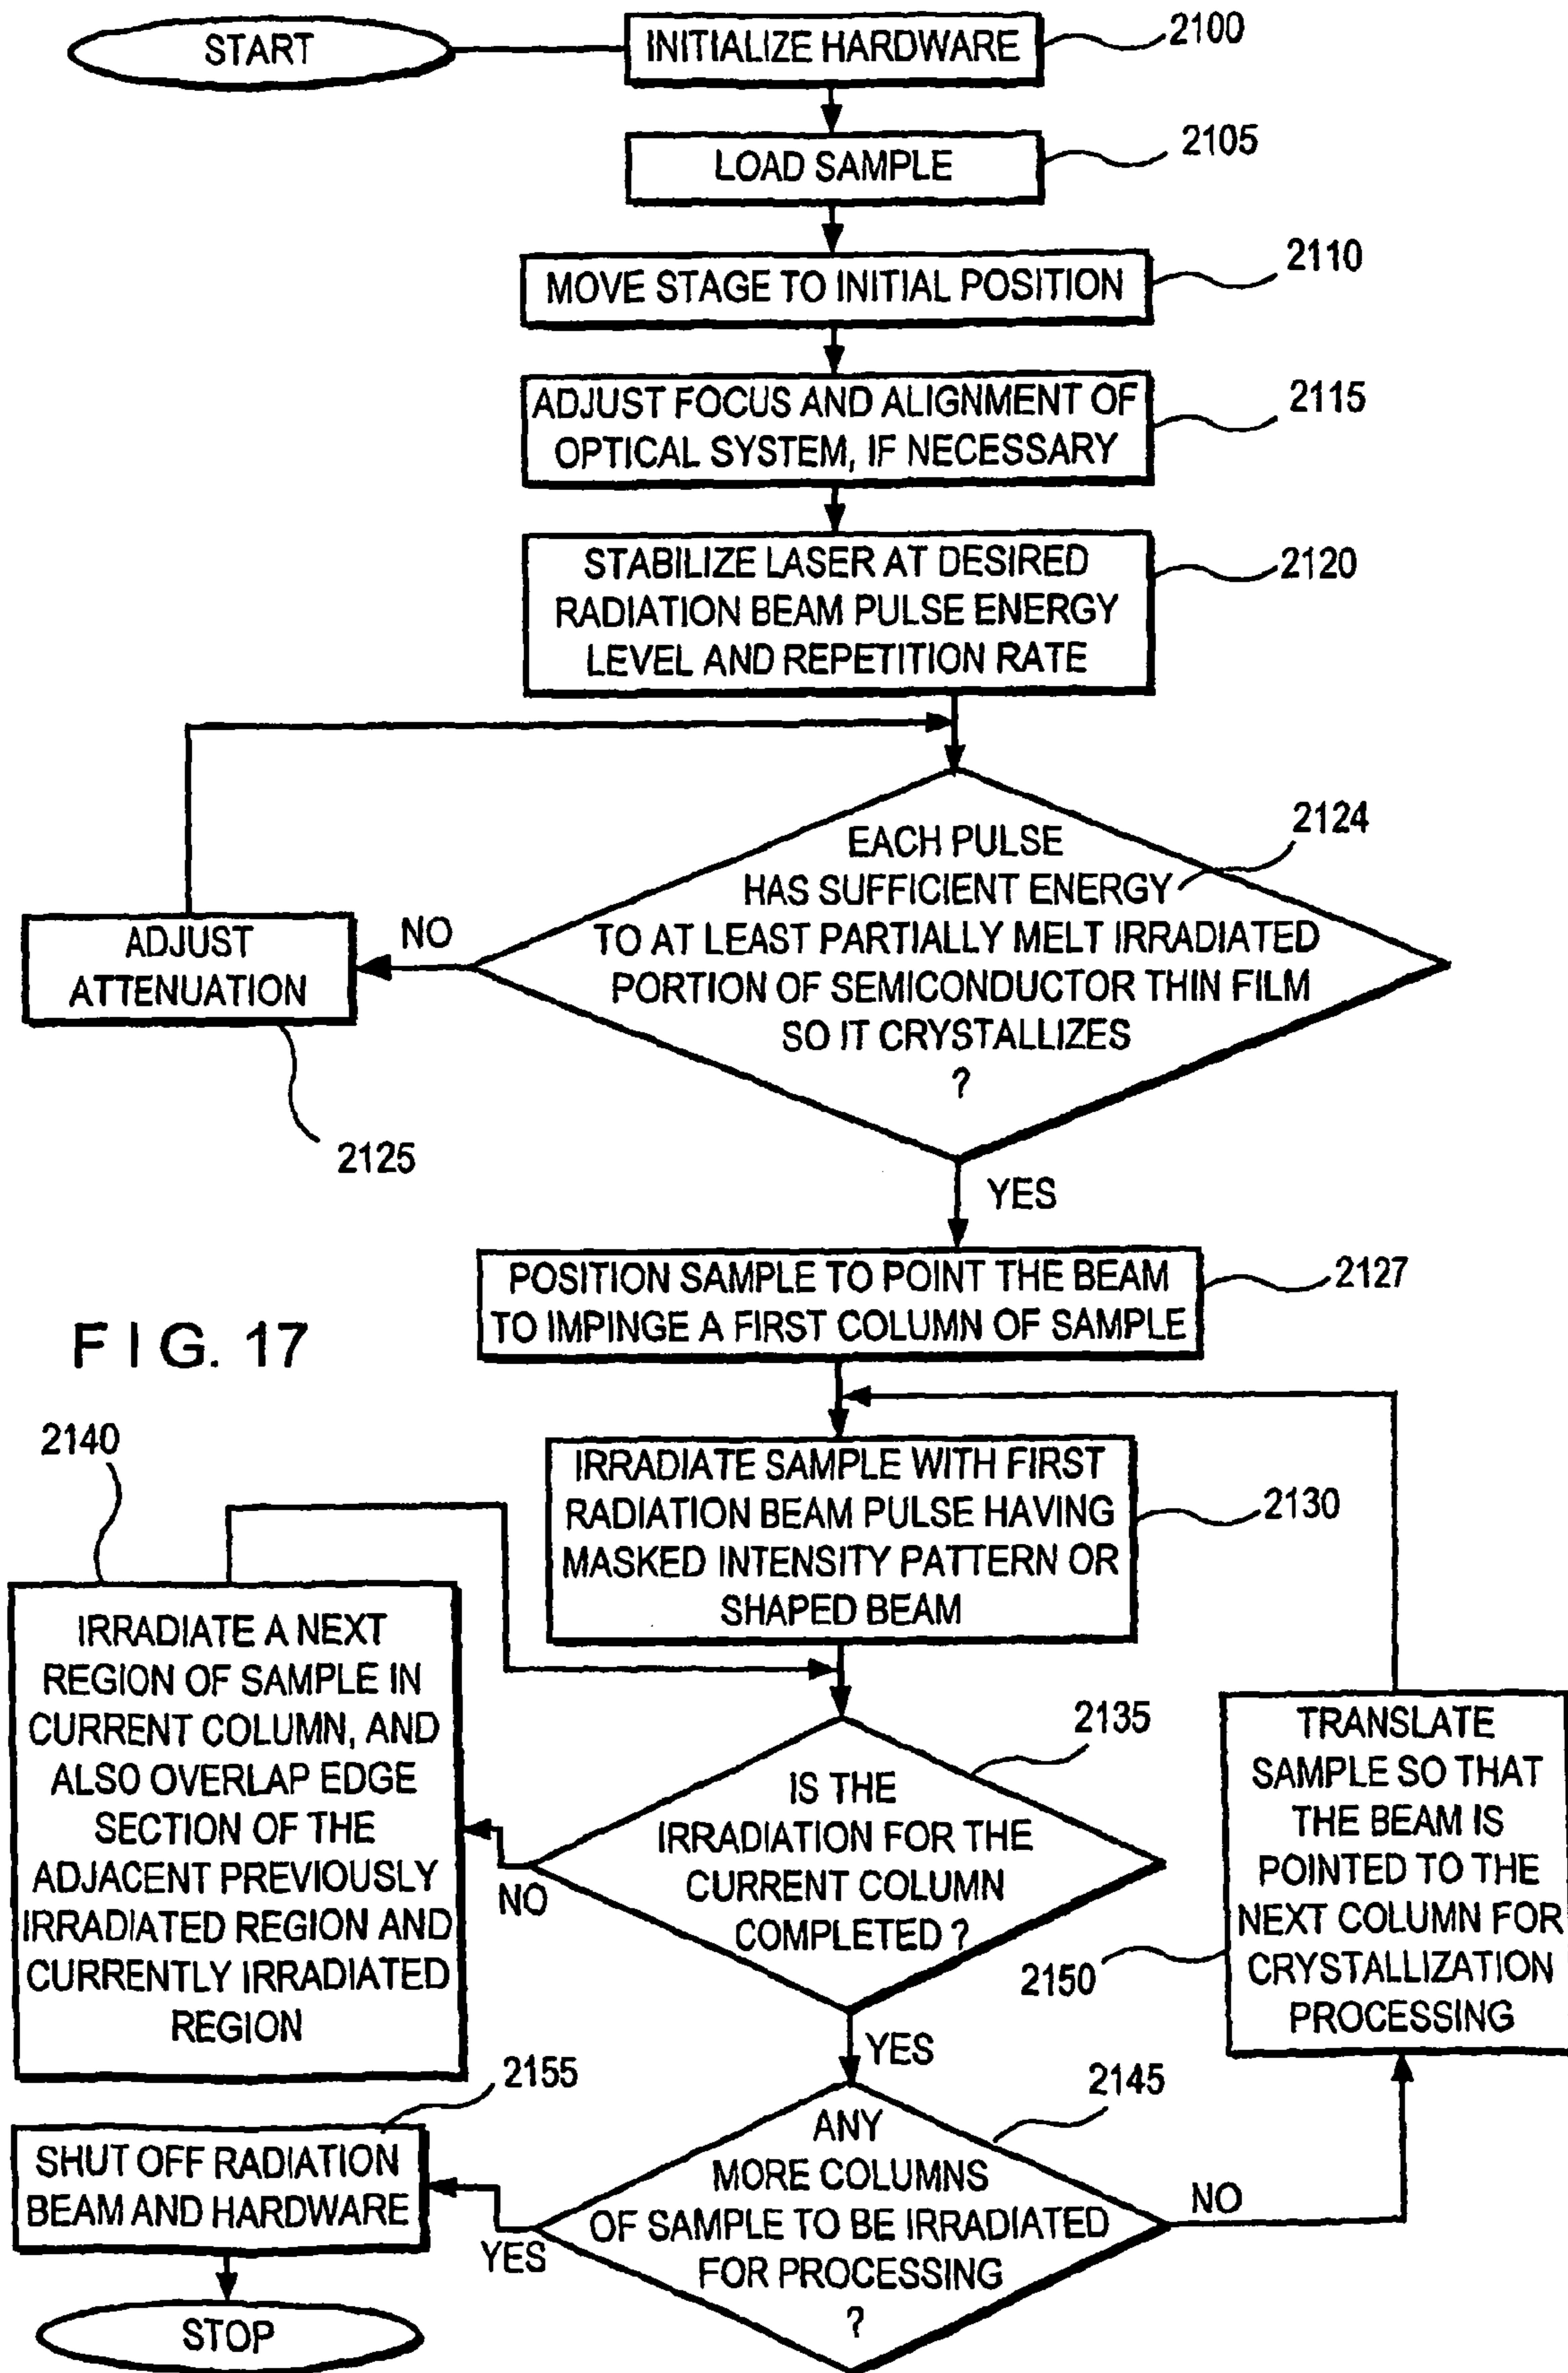 START
INITIALIZE HARDWARE
2100
LOAD SAMPLE
2105
MOVE STAGE TO INITIAL POSITION
2110
ADJUST FOCUS AND ALIGNMENT OF
OPTICAL SYSTEM, IF NECESSARY
2115
STABILIZE LASER AT DESIRED
RADIATION BEAM PULSE ENERGY
LEVEL AND REPETITION RATE
2120
EACH PULSE
HAS SUFFICIENT ENERGY
TO AT LEAST PARTIALLY MELT IRRADIATED
PORTION OF SEMICONDUCTOR THIN FILM
SO IT CRYSTALLIZES
?
2124
NO
ADJUST
ATTENUATION
2125
YES
POSITION SAMPLE TO POINT THE BEAM
TO IMPINGE A FIRST COLUMN OF SAMPLE
2127
FIG. 17
IRRADIATE SAMPLE WITH FIRST
RADIATION BEAM PULSE HAVING
MASKED INTENSITY PATTERN OR
SHAPED BEAM
2130
2140
IRRADIATE A NEXT
REGION OF SAMPLE IN
CURRENT COLUMN, AND
ALSO OVERLAP EDGE
SECTION OF THE
ADJACENT PREVIOUSLY
IRRADIATED REGION AND
CURRENTLY IRRADIATED
REGION
IS THE
IRRADIATION FOR THE
CURRENT COLUMN
COMPLETED ?
2135
NO
YES
TRANSLATE
SAMPLE SO THAT
THE BEAM IS
POINTED TO THE
NEXT COLUMN FOR
CRYSTALLIZATION
PROCESSING
2150
ANY
MORE COLUMNS
OF SAMPLE TO BE IRRADIATED
FOR PROCESSING
?
2145
NO
YES
2155
SHUT OFF RADIATION
BEAM AND HARDWARE
STOP